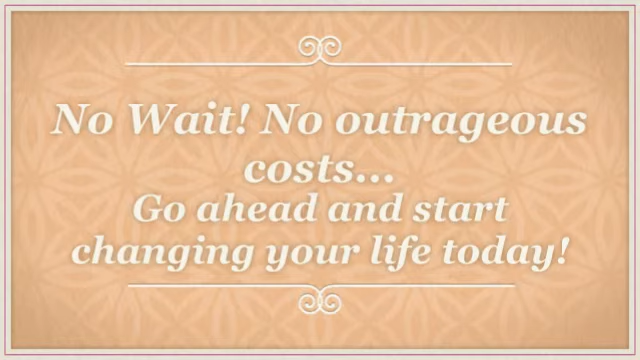 No Wait! No outrageous
costs...
Go ahead and start
changing your life today!